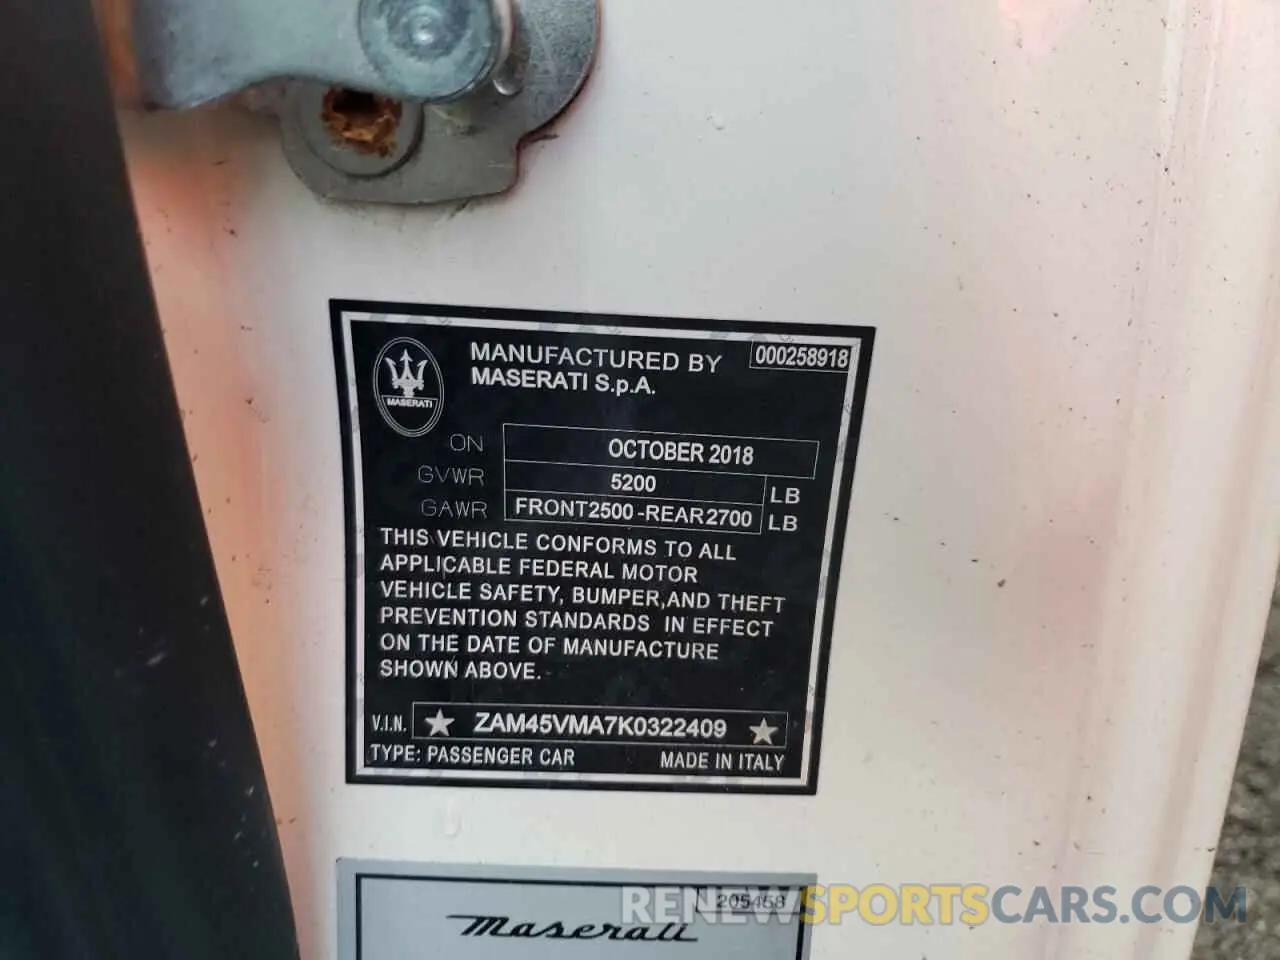 MANUFACTURED BY 000258918
MASERATI S.p.A.
MASERATI
ON OCTOBER 2018
GVWR 5200 LB
GAWR FRONT2500-REAR2700 LB
THIS VEHICLE CONFORMS TO ALL
APPLICABLE FEDERAL MOTOR
VEHICLE SAFETY, BUMPER,AND THEFT
PREVENTION STANDARDS IN EFFECT
ON THE DATE OF MANUFACTURE
SHOWN ABOVE.
V.I.N. ★ ZAM45VMA7K0322409 ★
TYPE: PASSENGER CAR MADE IN ITALY
205458
Maserati
RENEWSPORTSCARS.COM